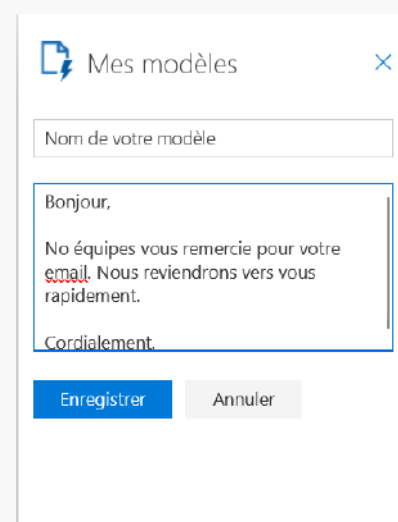 Mes modèles
Nom de votre modèle
Bonjour,
No équipes vous remercie pour votre
email. Nous reviendrons vers vous
rapidement.
Cordialement.
Enregistrer
Annuler